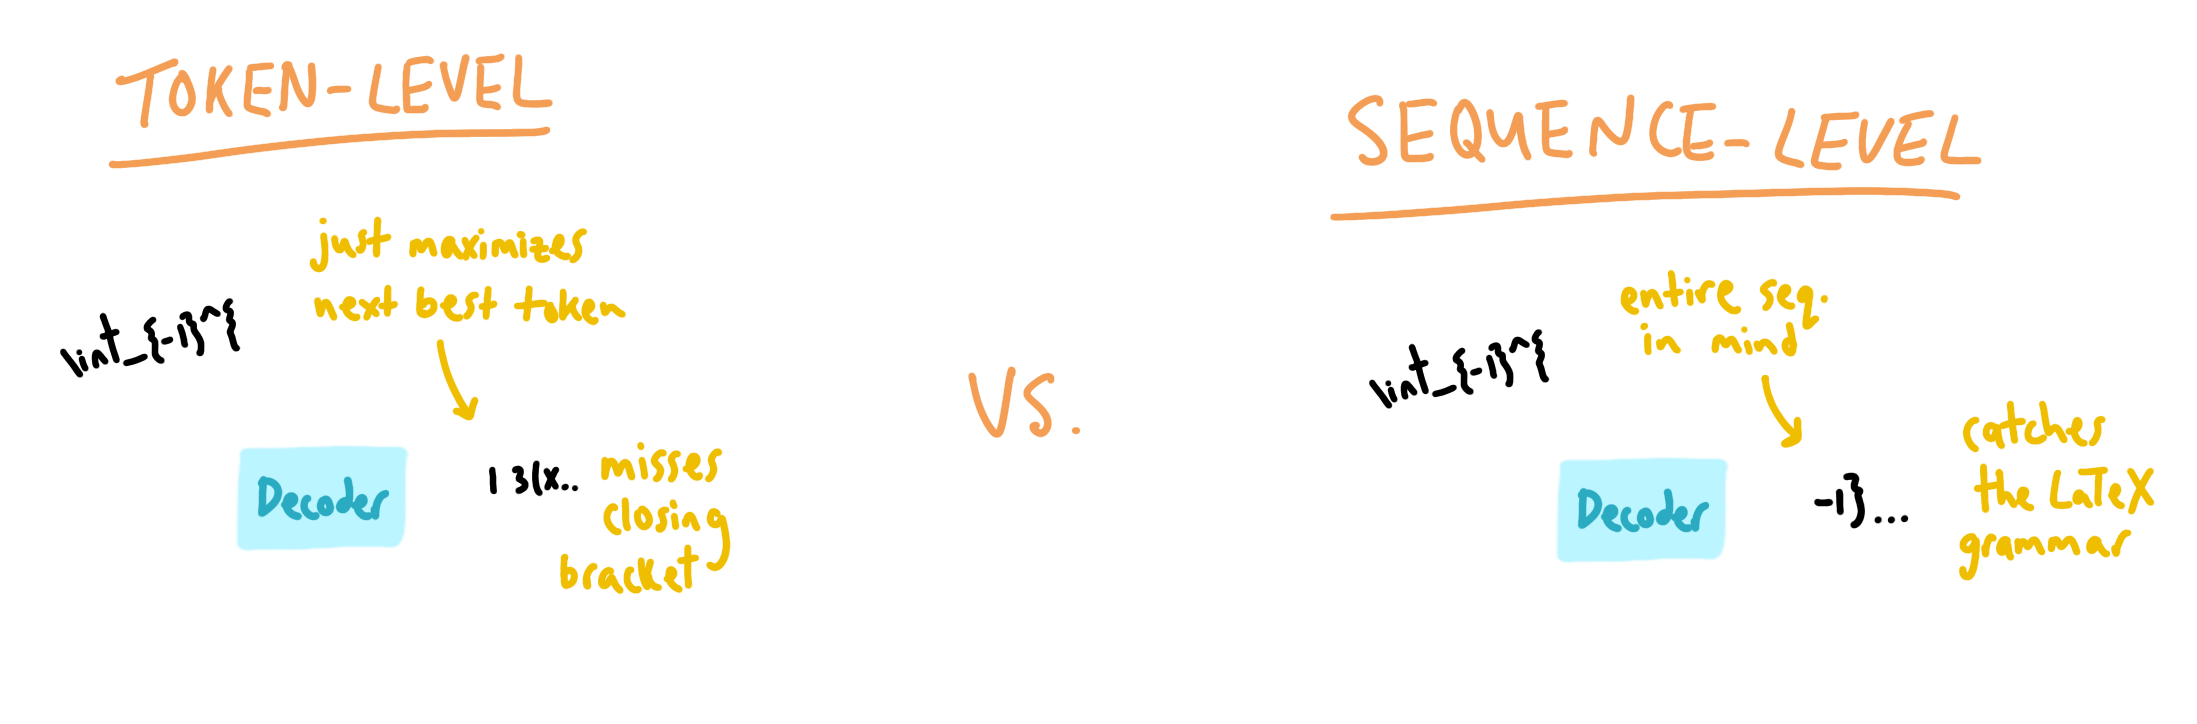 TOKEN-LEVEL
just maximizes
next best token
\int_{-1}^{
Decoder
1 3(x..
misses
closing
bracket
VS.
SEQUENCE-LEVEL
entire seq.
in mind
\int_{-1}^{
Decoder
-1}...
catches
the LaTeX
grammar